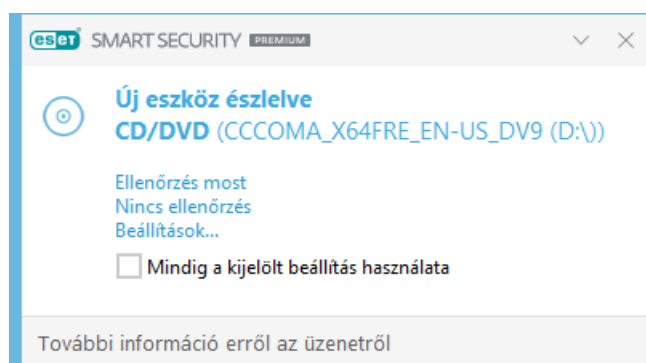 eset SMART SECURITY PREMIUM
Új eszköz észlelve
CD/DVD (CCCOMA_X64FRE_EN-US_DV9 (D:\))
Ellenőrzés most
Nincs ellenőrzés
Beállítások...
Mindig a kijelölt beállítás használata
További információ erről az üzenetről